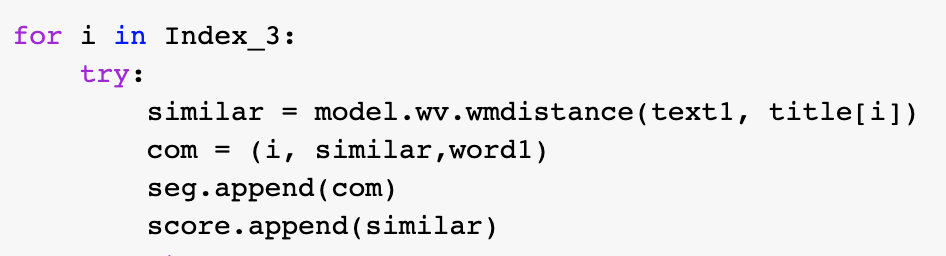 for i in Index_3:
    try:
        similar = model.wv.wmdistance(text1, title[i])
        com = (i, similar,word1)
        seg.append(com)
        score.append(similar)